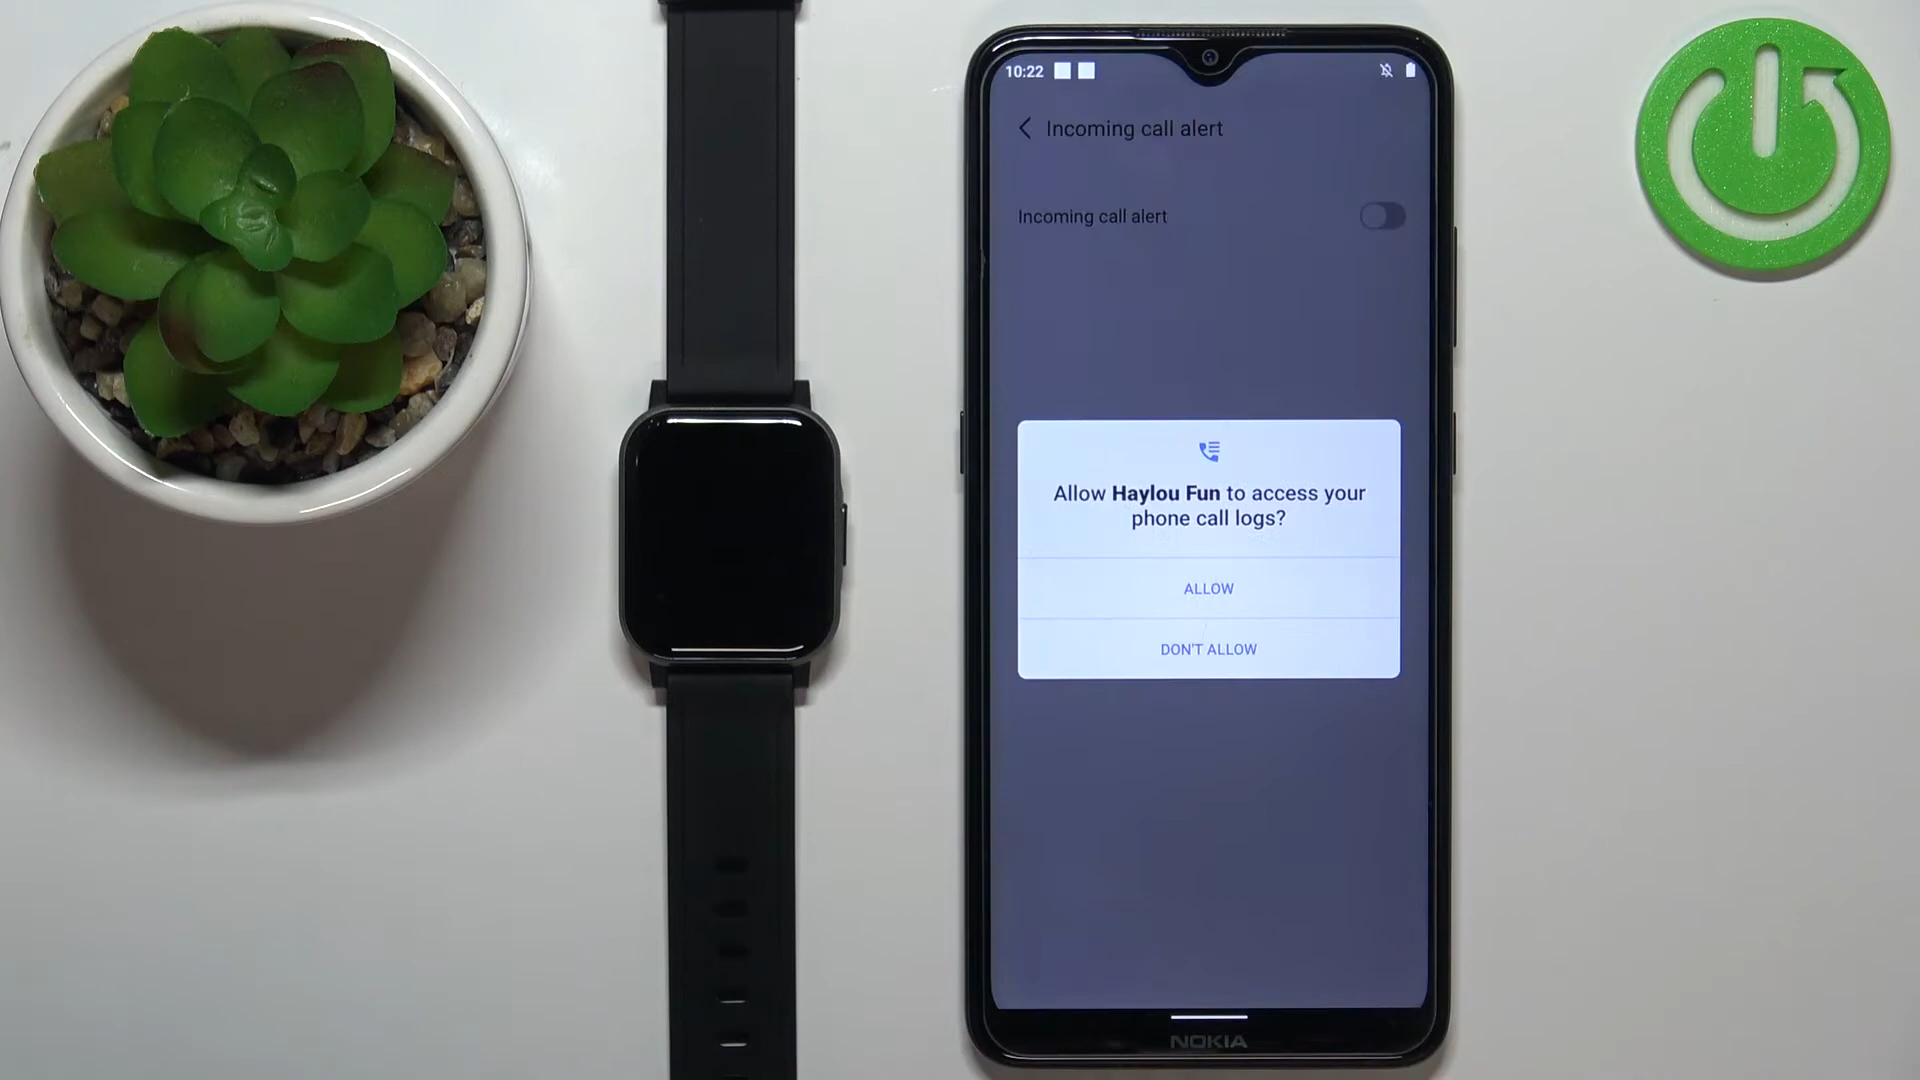 10:22
Incoming call alert
Incoming call alert
Allow Haylou Fun to access your
phone call logs?
ALLOW
DON'T ALLOW
NOKIA